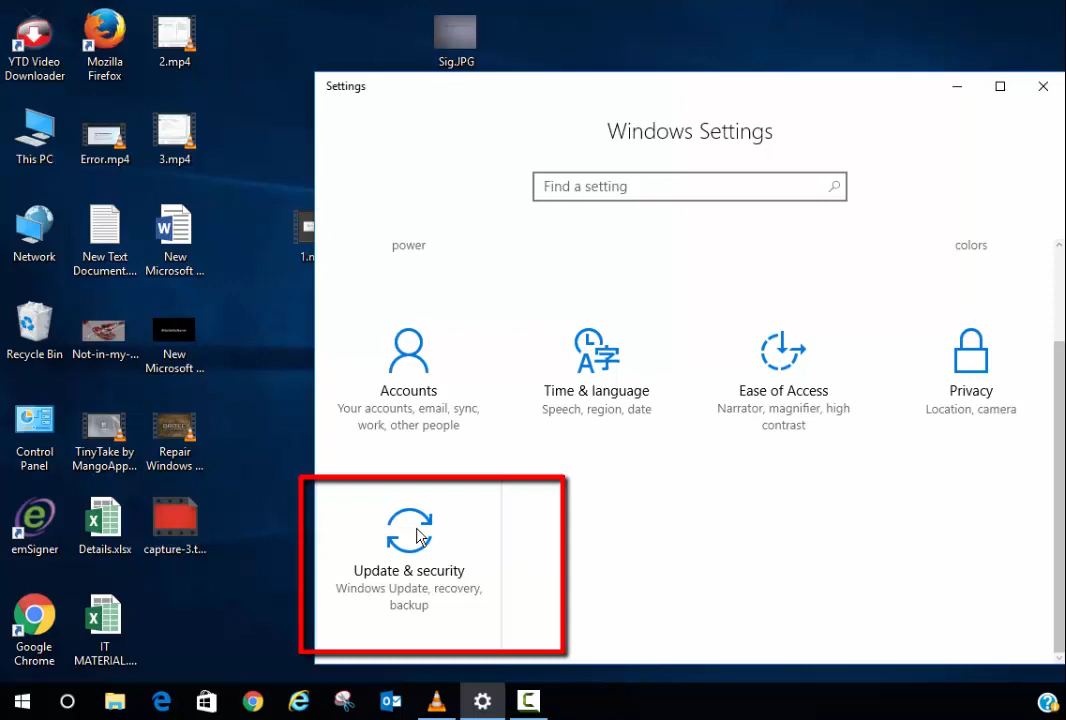 YTD Video
Downloader
Mozilla
Firefox
2.mp4
Sig.JPG
This PC
Error.mp4
3.mp4
Network
New Text
Document....
New
Microsoft ...
1.n
Recycle Bin
Not-in-my-...
New
Microsoft ...
Control
Panel
TinyTake by
MangoApp...
Repair
Windows ...
emSigner
Details.xlsx
capture-3.t...
Google
Chrome
IT
MATERIAL....
Settings
Windows Settings
Find a setting
power
colors
Accounts
Your accounts, email, sync,
work, other people
Time & language
Speech, region, date
Ease of Access
Narrator, magnifier, high
contrast
Privacy
Location, camera
Update & security
Windows Update, recovery,
backup